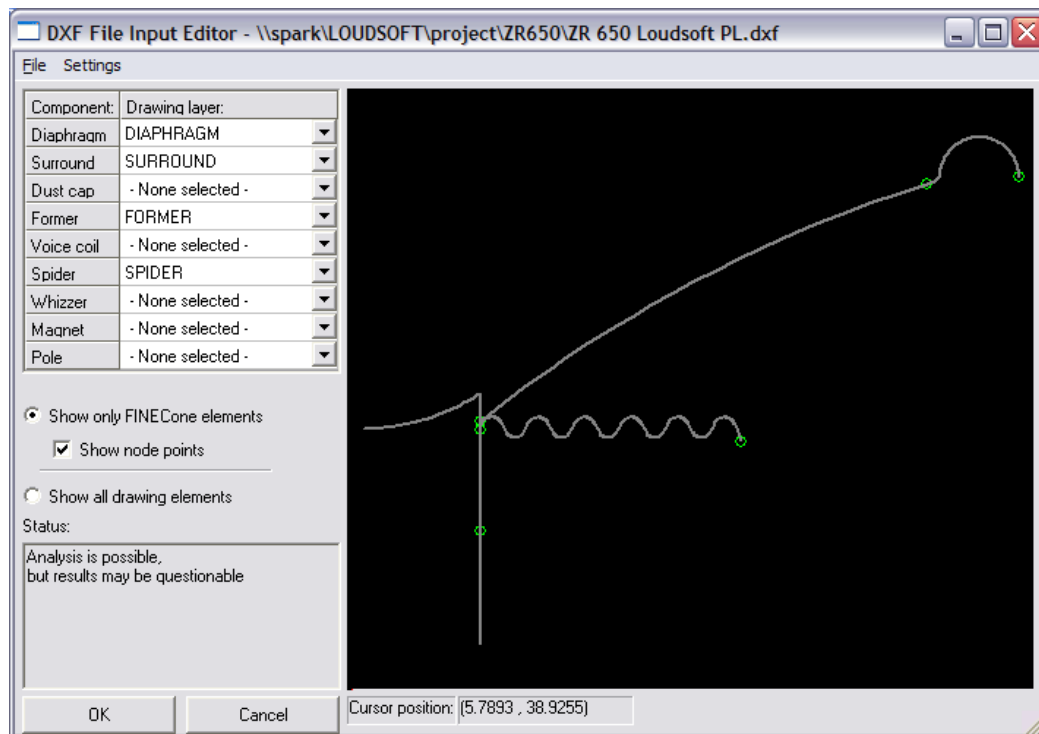 DXF File Input Editor - \\spark\LOUDSOFT\project\ZR650\ZR 650 Loudsoft PL.dxf
File Settings
Component: Drawing layer:
Diaphragm DIAPHRAGM
Surround SURROUND
Dust cap - None selected -
Former FORMER
Voice coil - None selected -
Spider SPIDER
Whizzer - None selected -
Magnet - None selected -
Pole - None selected -
Show only FINECone elements
Show node points
Show all drawing elements
Status:
Analysis is possible,
but results may be questionable
OK Cancel
Cursor position: (5.7893 , 38.9255)